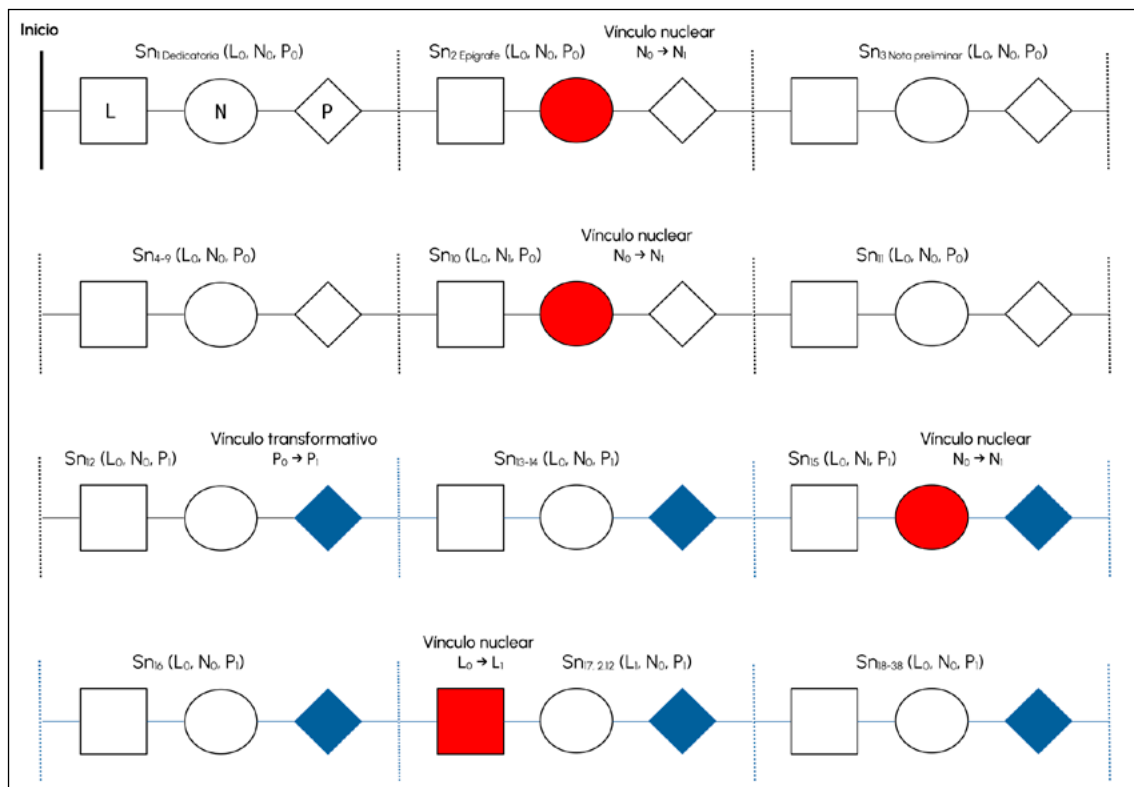 Inicio
Sn₁ Dedicatoria (L₀, N₀, P₀)
Sn₂ Epígrafe (L₀, N₀, P₀)
Vínculo nuclear
N₀ → N₁
Sn₃ Nota preliminar (L₀, N₀, P₀)
L
N
P
Sn₄₋₉ (L₀, N₀, P₀)
Sn₁₀ (L₀, N₁, P₀)
Vínculo nuclear
N₀ → N₁
Sn₁₁ (L₀, N₀, P₀)
Sn₁₂ (L₀, N₀, P₁)
Vínculo transformativo
P₀ → P₁
Sn₁₃₋₁₄ (L₀, N₀, P₁)
Sn₁₅ (L₀, N₁, P₁)
Vínculo nuclear
N₀ → N₁
Sn₁₆ (L₀, N₀, P₁)
Vínculo nuclear
L₀ → L₁
Sn₁₇, ₂.₁₂ (L₁, N₀, P₁)
Sn₁₈₋₃₈ (L₀, N₀, P₁)